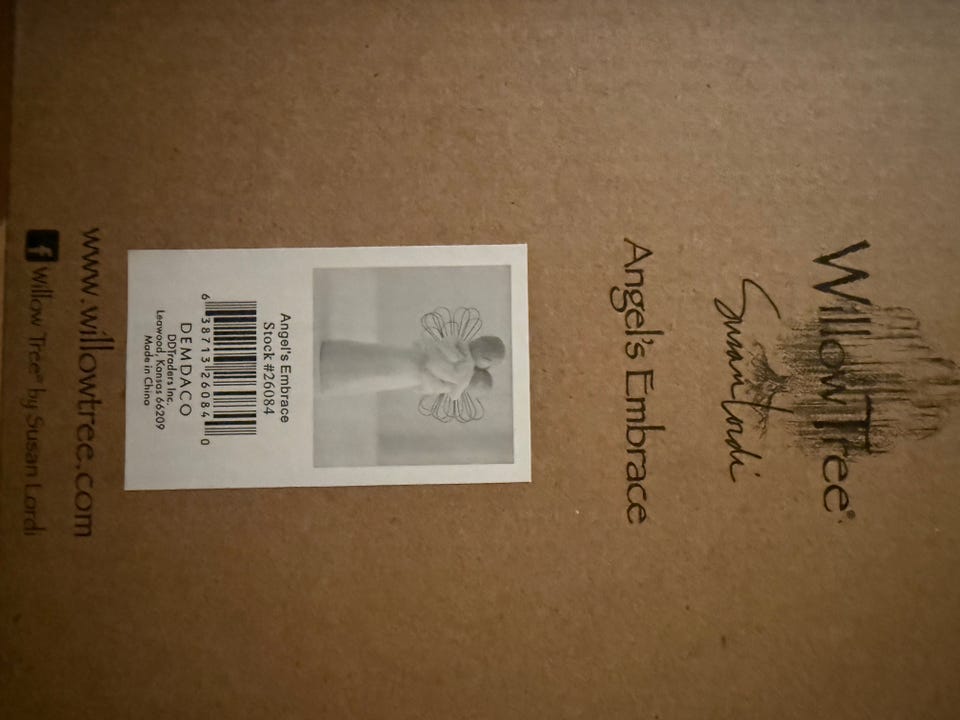 Willow Tree®
Susan Lordi
Angel's Embrace
Angel's Embrace
Stock #26084
6 38713 26084 0
DEMDACO
DDTraders Inc.
Leawood, Kansas 66209
Made in China
www.willowtree.com
f Willow Tree® by Susan Lordi